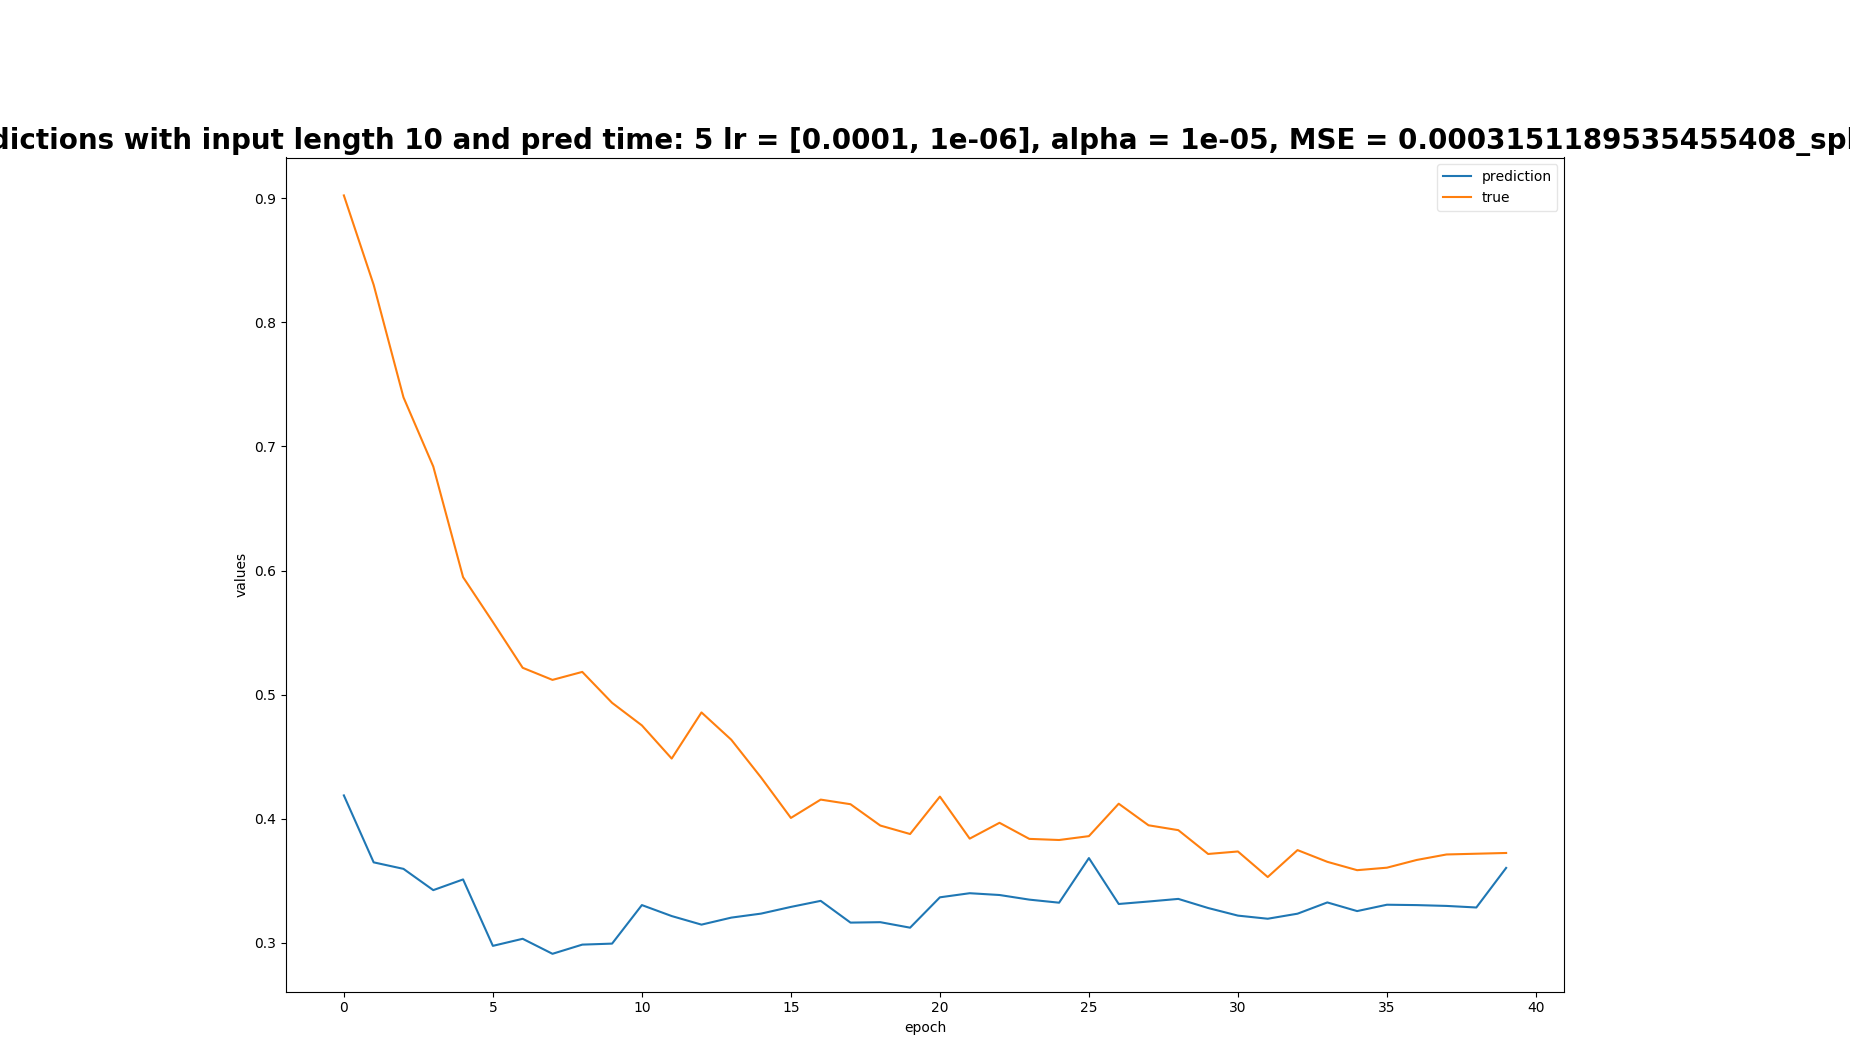 dictions with input length 10 and pred time: 5 lr = [0.0001, 1e-06], alpha = 1e-05, MSE = 0.0003151189535455408_spl
prediction
true
0.9
0.8
0.7
0.6
0.5
0.4
0.3
values
0 5 10 15 20 25 30 35 40
epoch